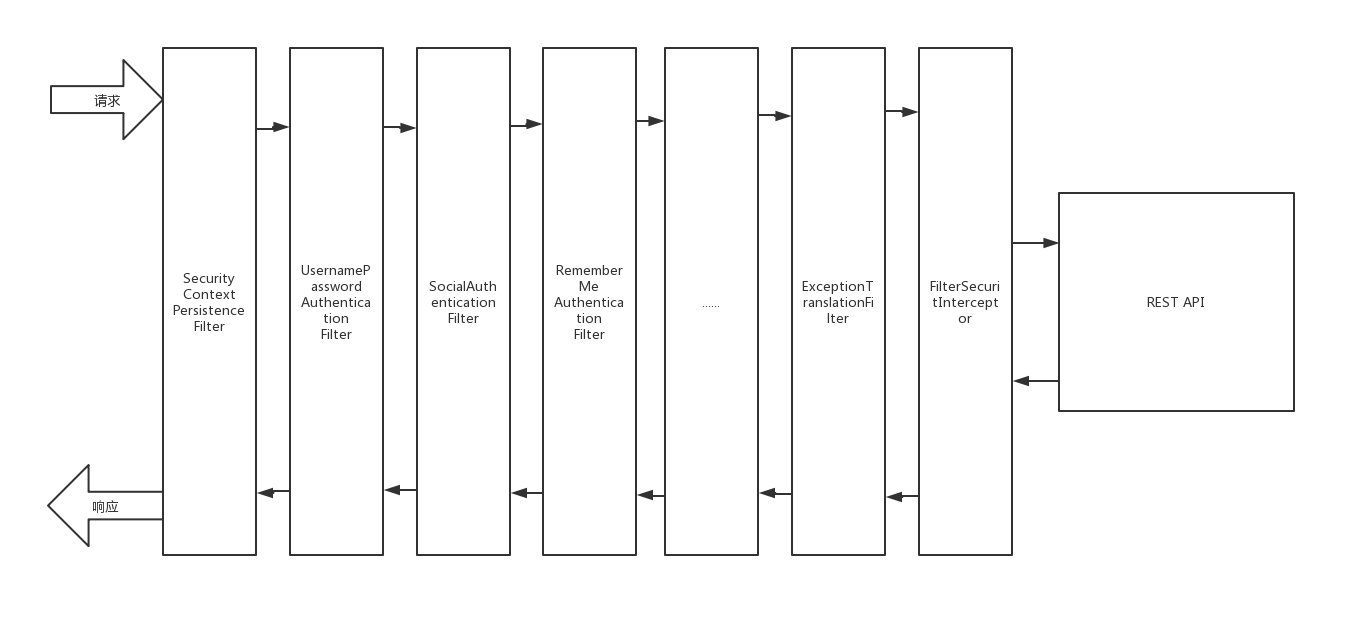 请求
Security
Context
Persistence
Filter
UsernameP
assword
Authentica
tion
Filter
SocialAuth
entication
Filter
Remember
Me
Authentica
tion
Filter
......
ExceptionT
ranslationFi
lter
FilterSecuri
tIntercept
or
REST API
响应